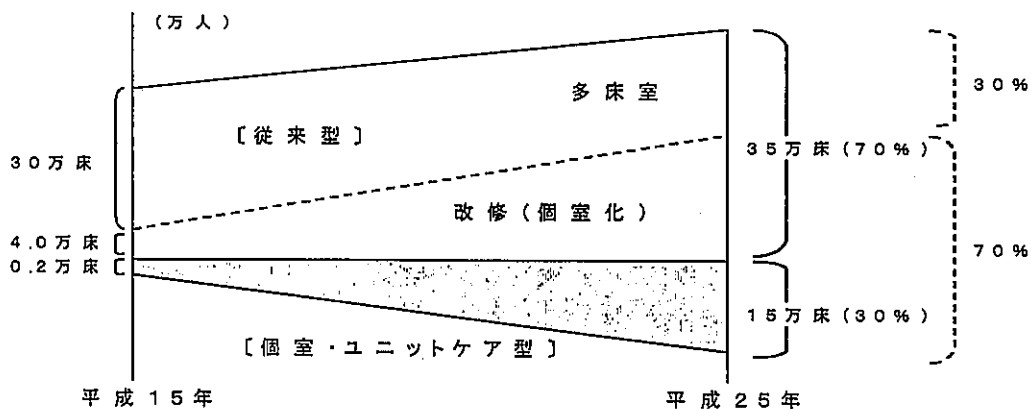 (万人)
多床室
30%
[従来型]
30万床
35万床(70%)
改修(個室化)
4.0万床
0.2万床
70%
15万床(30%)
[個室・ユニットケア型]
平成15年
平成25年